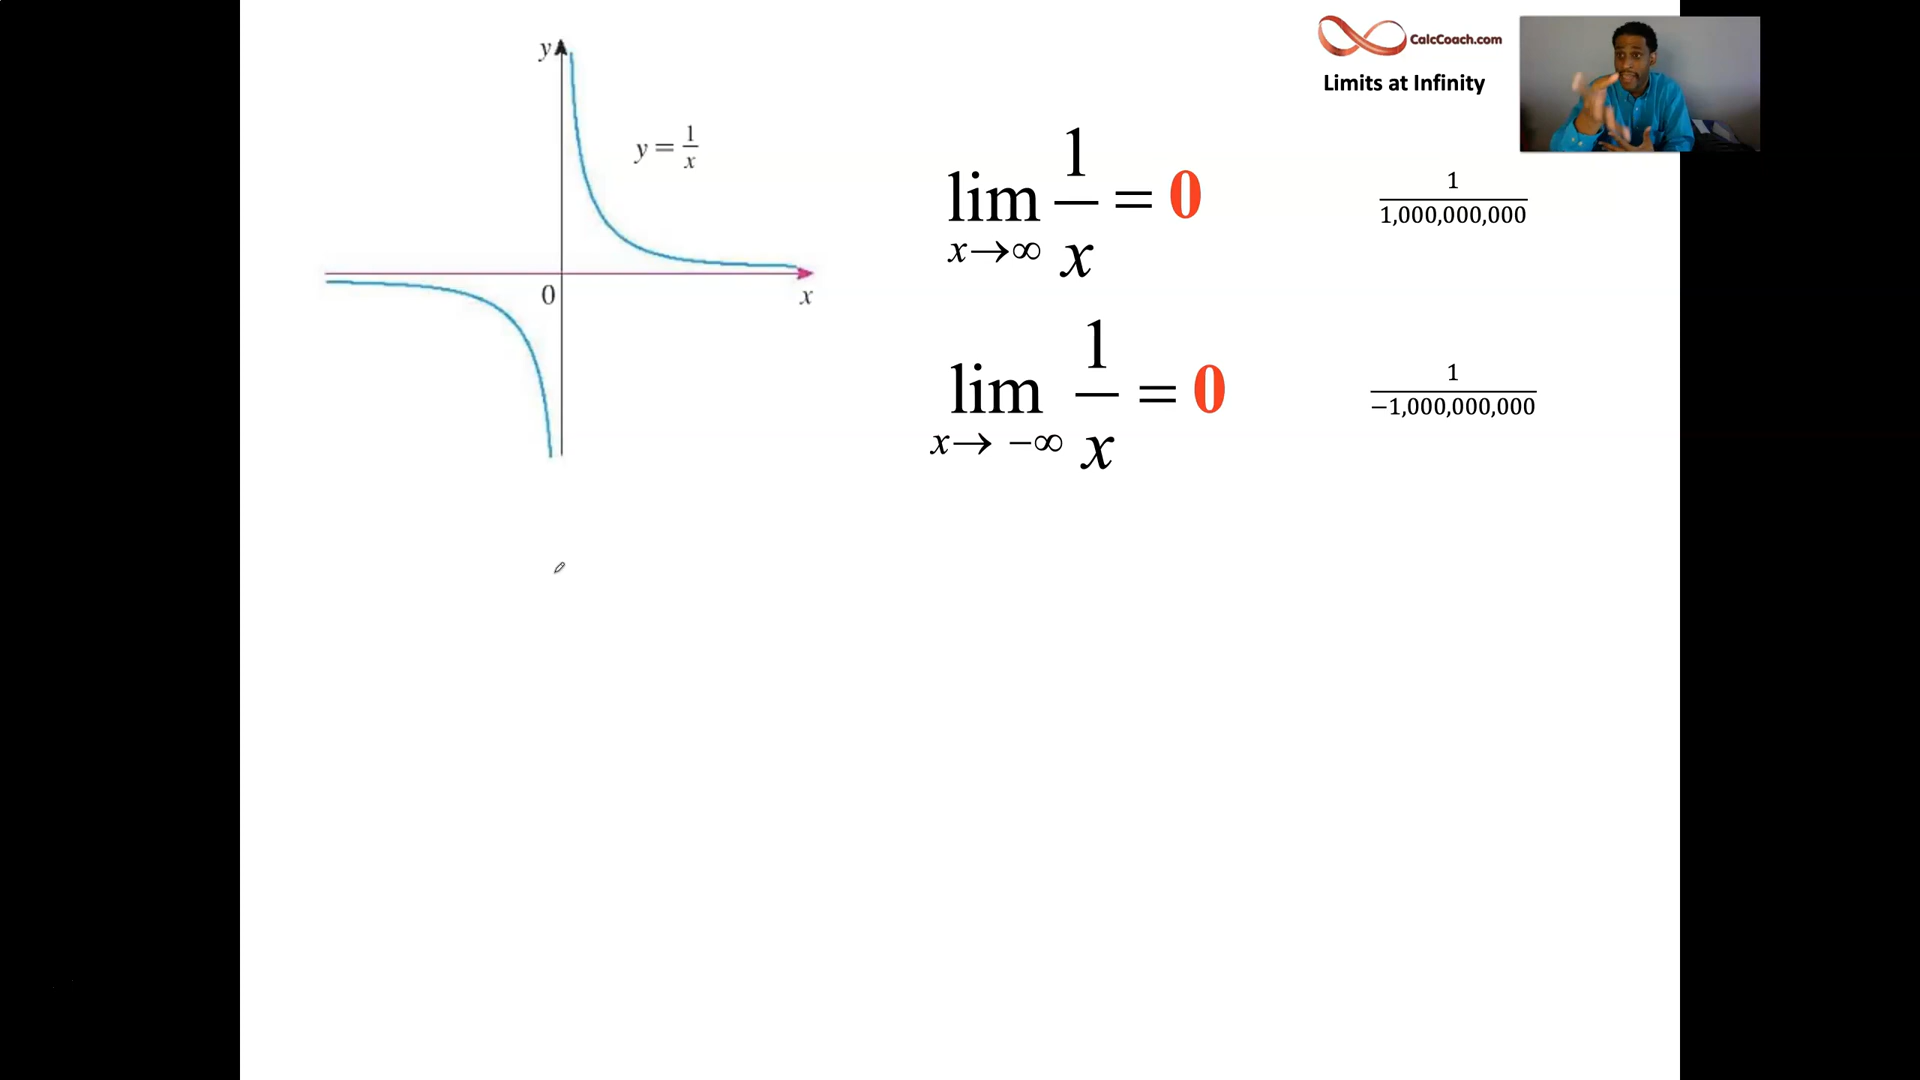 y
y = 1/x
0
x
CalcCoach.com
Limits at Infinity
lim x→∞ 1/x = 0
1/1,000,000,000
lim x→ −∞ 1/x = 0
1/−1,000,000,000